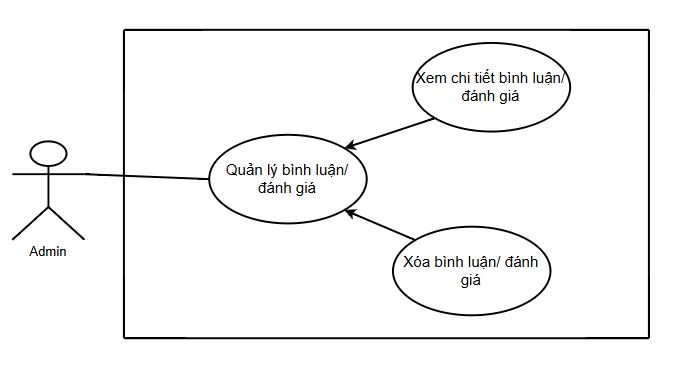 Xem chi tiết bình luận/
đánh giá
Quản lý bình luận/
đánh giá
Admin
Xóa bình luận/ đánh
giá